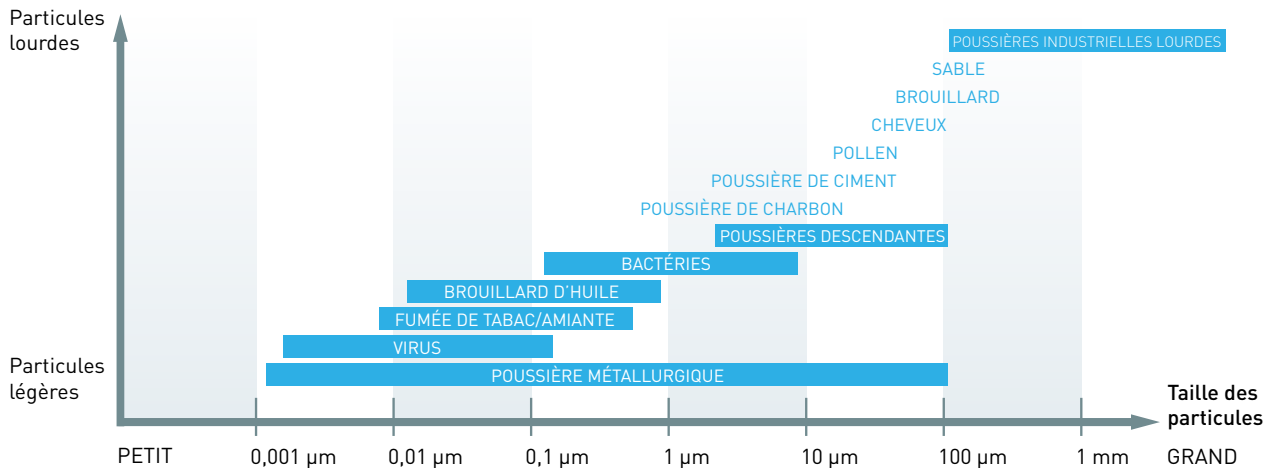 Particules
lourdes
POUSSIÈRES INDUSTRIELLES LOURDES
SABLE
BROUILLARD
CHEVEUX
POLLEN
POUSSIÈRE DE CIMENT
POUSSIÈRE DE CHARBON
POUSSIÈRES DESCENDANTES
BACTÉRIES
BROUILLARD D'HUILE
FUMÉE DE TABAC/AMIANTE
VIRUS
POUSSIÈRE MÉTALLURGIQUE
Particules
légères
Taille des
particules
PETIT 0,001 µm 0,01 µm 0,1 µm 1 µm 10 µm 100 µm 1 mm GRAND